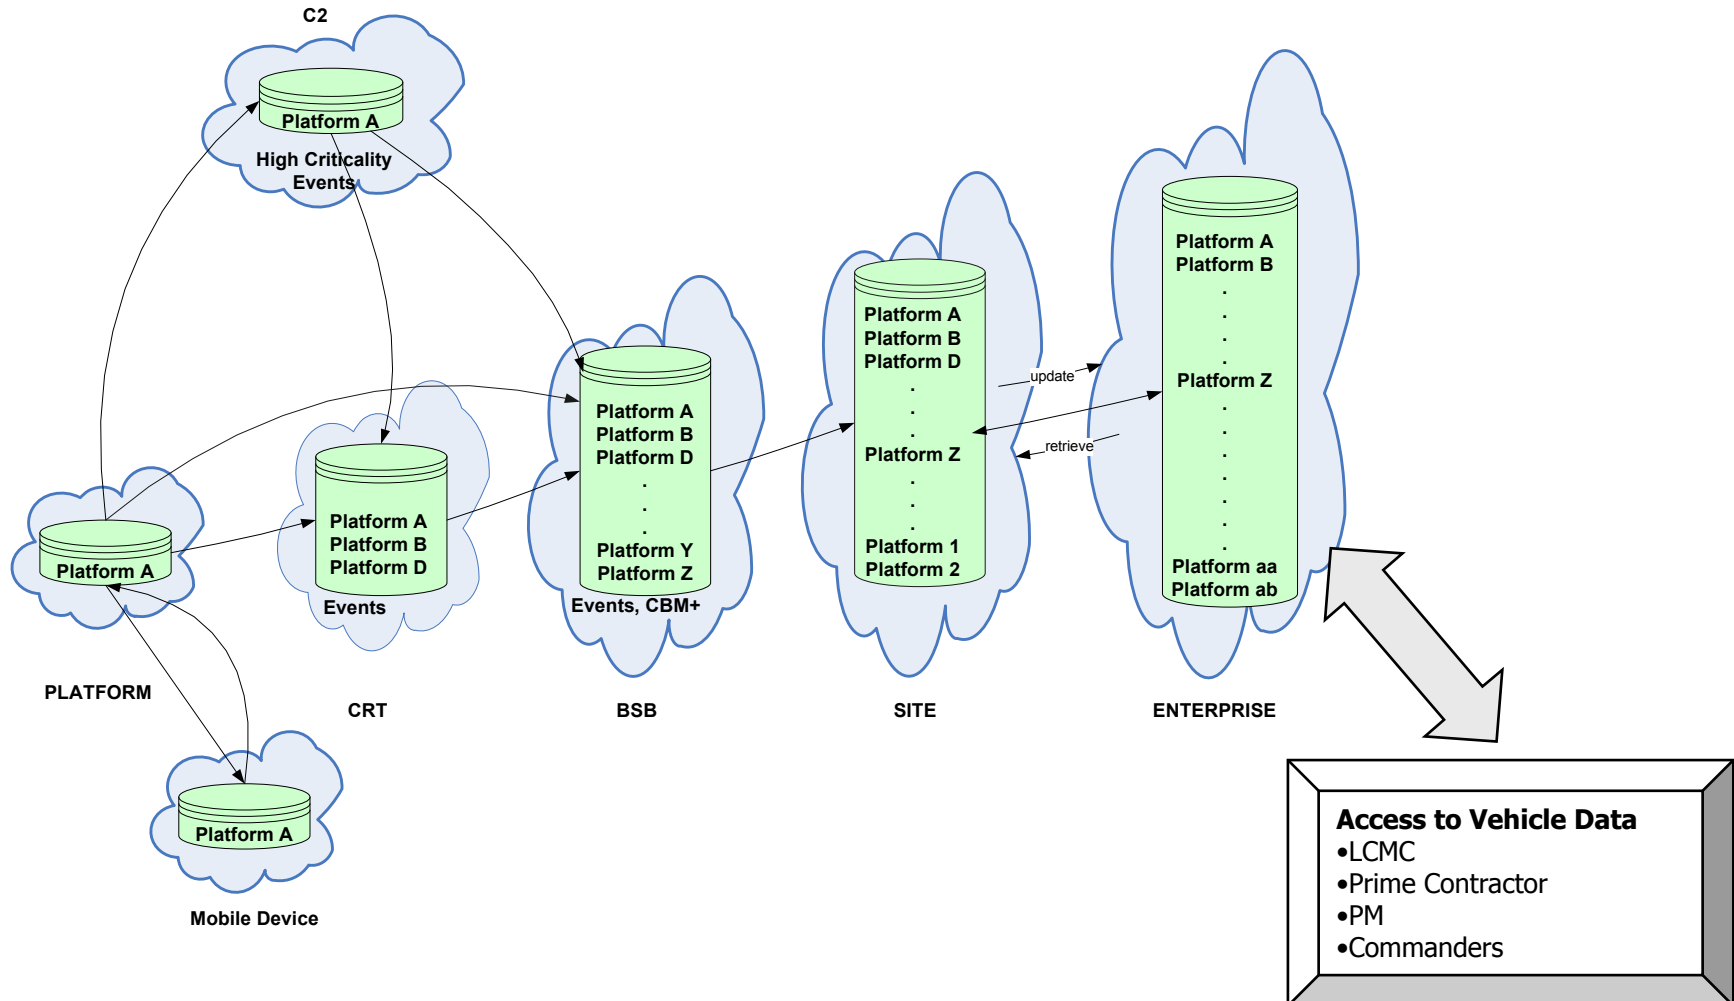 C2
Platform A
High Criticality
Events
Platform A
PLATFORM
Platform A
Mobile Device
Platform A
Platform B
Platform D
Events
CRT
Platform A
Platform B
Platform D
.
.
.
Platform Y
Platform Z
Events, CBM+
BSB
Platform A
Platform B
Platform D
.
.
.
Platform Z
.
.
.
Platform 1
Platform 2
SITE
update
retrieve
Platform A
Platform B
.
.
.
.
Platform Z
.
.
.
.
.
.
.
Platform aa
Platform ab
ENTERPRISE
Access to Vehicle Data
•LCMC
•Prime Contractor
•PM
•Commanders